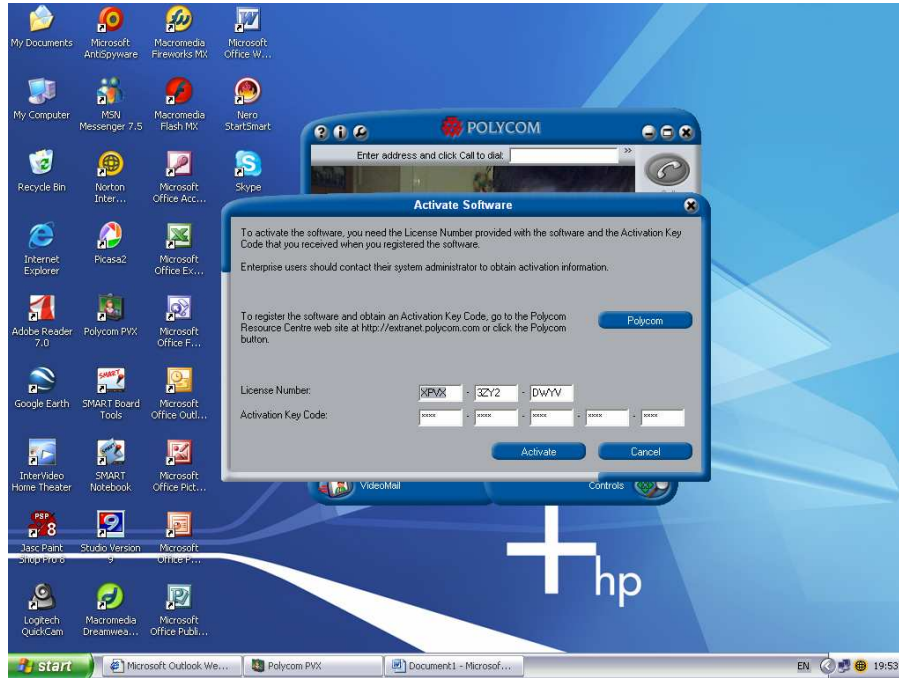 My Documents
Microsoft AntiSpyware
Macromedia Fireworks MX
Microsoft Office W...
My Computer
MSN Messenger 7.5
Macromedia Flash MX
Nero StartSmart
Recycle Bin
Norton Inter...
Microsoft Office Acc...
Skype
Internet Explorer
Picasa2
Microsoft Office Ex...
Adobe Reader 7.0
Polycom PVX
Microsoft Office F...
Google Earth
SMART Board Tools
Microsoft Office Outl...
InterVideo Home Theater
SMART Notebook
Microsoft Office Pict...
Jasc Paint Shop Pro 8
Studio Version 9
Microsoft Office P...
Logitech QuickCam
Macromedia Dreamwea...
Microsoft Office Publi...
POLYCOM
Enter address and click Call to dial:
Activate Software
To activate the software, you need the License Number provided with the software and the Activation Key
Code that you received when you registered the software.
Enterprise users should contact their system administrator to obtain activation information.
To register the software and obtain an Activation Key Code, go to the Polycom
Resource Centre web site at http://extranet.polycom.com or click the Polycom
button.
Polycom
License Number: XPVX - 3ZY2 - DWYV
Activation Key Code: xxxx - xxxx - xxxx - xxxx - xxxx
Activate Cancel
VideoMail Controls
hp
start Microsoft Outlook We... Polycom PVX Document1 - Microsof... EN 19:53